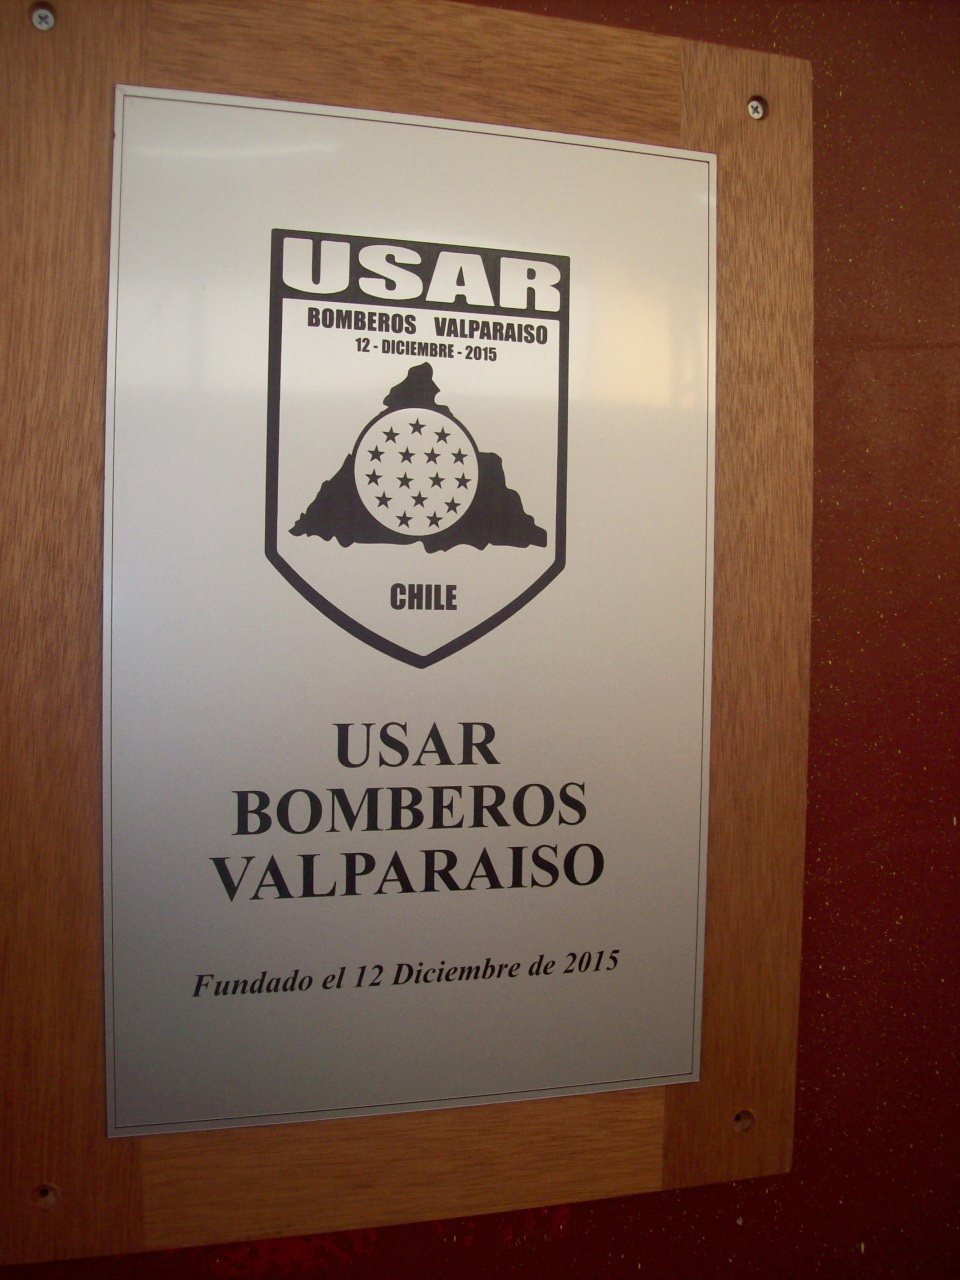 USAR
BOMBEROS VALPARAISO
12 - DICIEMBRE - 2015
CHILE
USAR
BOMBEROS
VALPARAISO
Fundado el 12 Diciembre de 2015